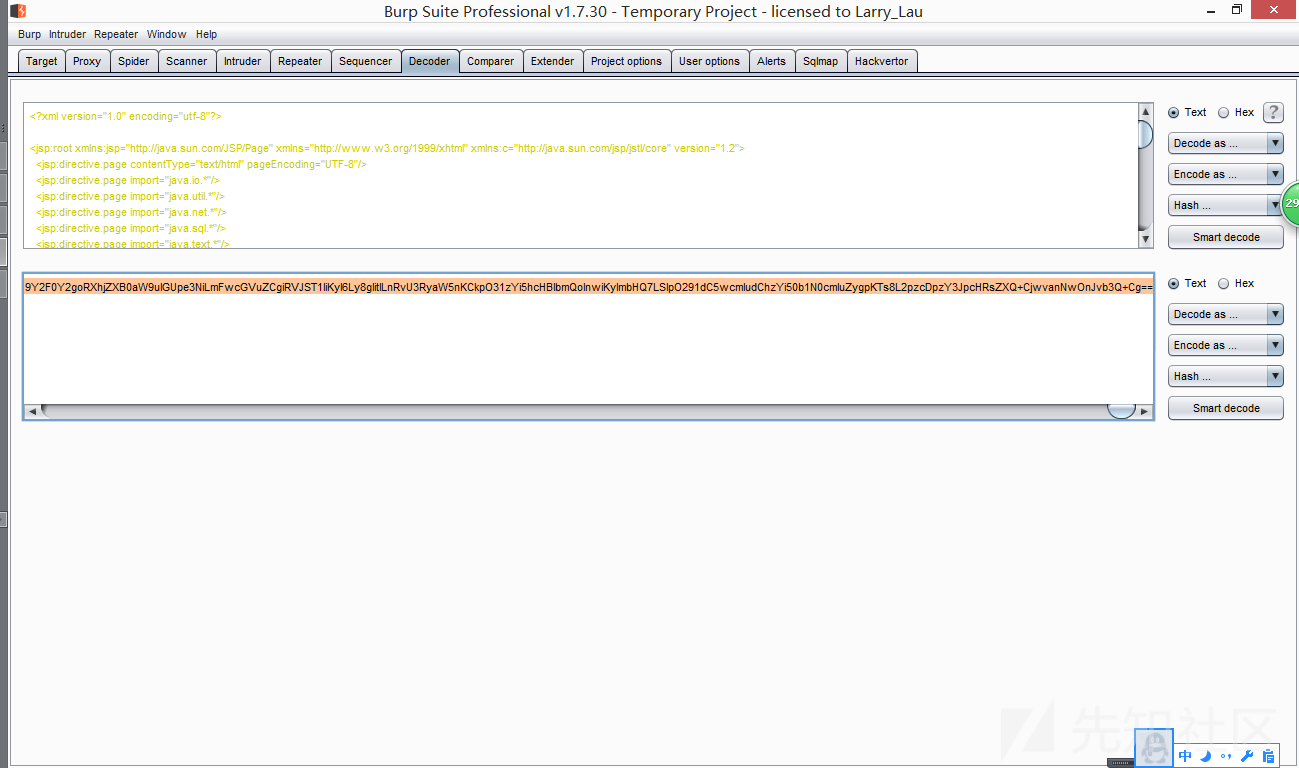 Burp Suite Professional v1.7.30 - Temporary Project - licensed to Larry_Lau
Burp Intruder Repeater Window Help
Target Proxy Spider Scanner Intruder Repeater Sequencer Decoder Comparer Extender Project options User options Alerts Sqlmap Hackvertor
<?xml version="1.0" encoding="utf-8"?>
<jsp:root xmlns:jsp="http://java.sun.com/JSP/Page" xmlns="http://www.w3.org/1999/xhtml" xmlns:c="http://java.sun.com/jsp/jstl/core" version="1.2">
<jsp:directive.page contentType="text/html" pageEncoding="UTF-8"/>
<jsp:directive.page import="java.io.*"/>
<jsp:directive.page import="java.util.*"/>
<jsp:directive.page import="java.net.*"/>
<jsp:directive.page import="java.sql.*"/>
<jsp:directive.page import="java.text.*"/>
Text Hex ?
Decode as ...
Encode as ...
Hash ...
29
Smart decode
Text Hex
Decode as ...
Encode as ...
Hash ...
Smart decode
先知社区
中